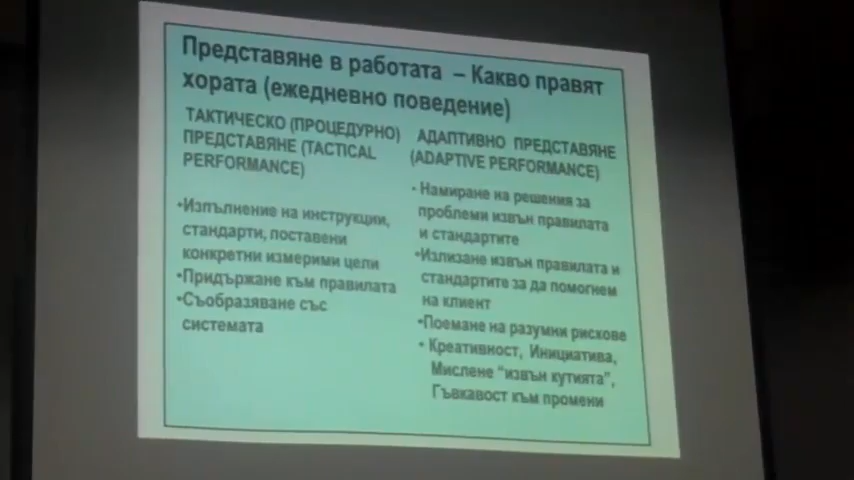 Представяне в работата – Какво правят
хората (ежедневно поведение)
ТАКТИЧЕСКО (ПРОЦЕДУРНО)
ПРЕДСТАВЯНЕ (TACTICAL
PERFORMANCE)
•Изпълнение на инструкции,
стандарти, поставени
конкретни измерими цели
•Придържане към правилата
•Съобразяване със
системата
АДАПТИВНО ПРЕДСТАВЯНЕ
(ADAPTIVE PERFORMANCE)
• Намиране на решения за
проблеми извън правилата
и стандартите
•Излизане извън правилата и
стандартите за да помогнем
на клиент
•Поемане на разумни рискове
• Креативност, Инициатива,
Мислене “извън кутията”,
Гъвкавост към промени